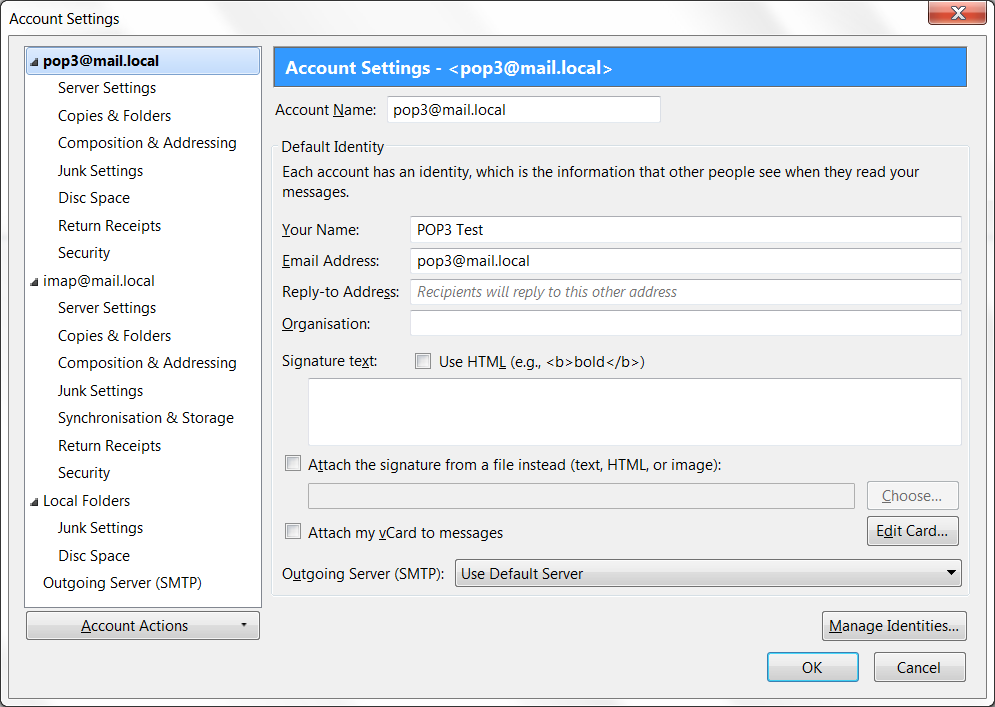 Account Settings
pop3@mail.local
Server Settings
Copies & Folders
Composition & Addressing
Junk Settings
Disc Space
Return Receipts
Security
imap@mail.local
Server Settings
Copies & Folders
Composition & Addressing
Junk Settings
Synchronisation & Storage
Return Receipts
Security
Local Folders
Junk Settings
Disc Space
Outgoing Server (SMTP)
Account Actions
Account Settings - <pop3@mail.local>
Account Name: pop3@mail.local
Default Identity
Each account has an identity, which is the information that other people see when they read your
messages.
Your Name: POP3 Test
Email Address: pop3@mail.local
Reply-to Address: Recipients will reply to this other address
Organisation:
Signature text: Use HTML (e.g., <b>bold</b>)
Attach the signature from a file instead (text, HTML, or image):
Choose...
Attach my vCard to messages Edit Card...
Outgoing Server (SMTP): Use Default Server
Manage Identities...
OK Cancel